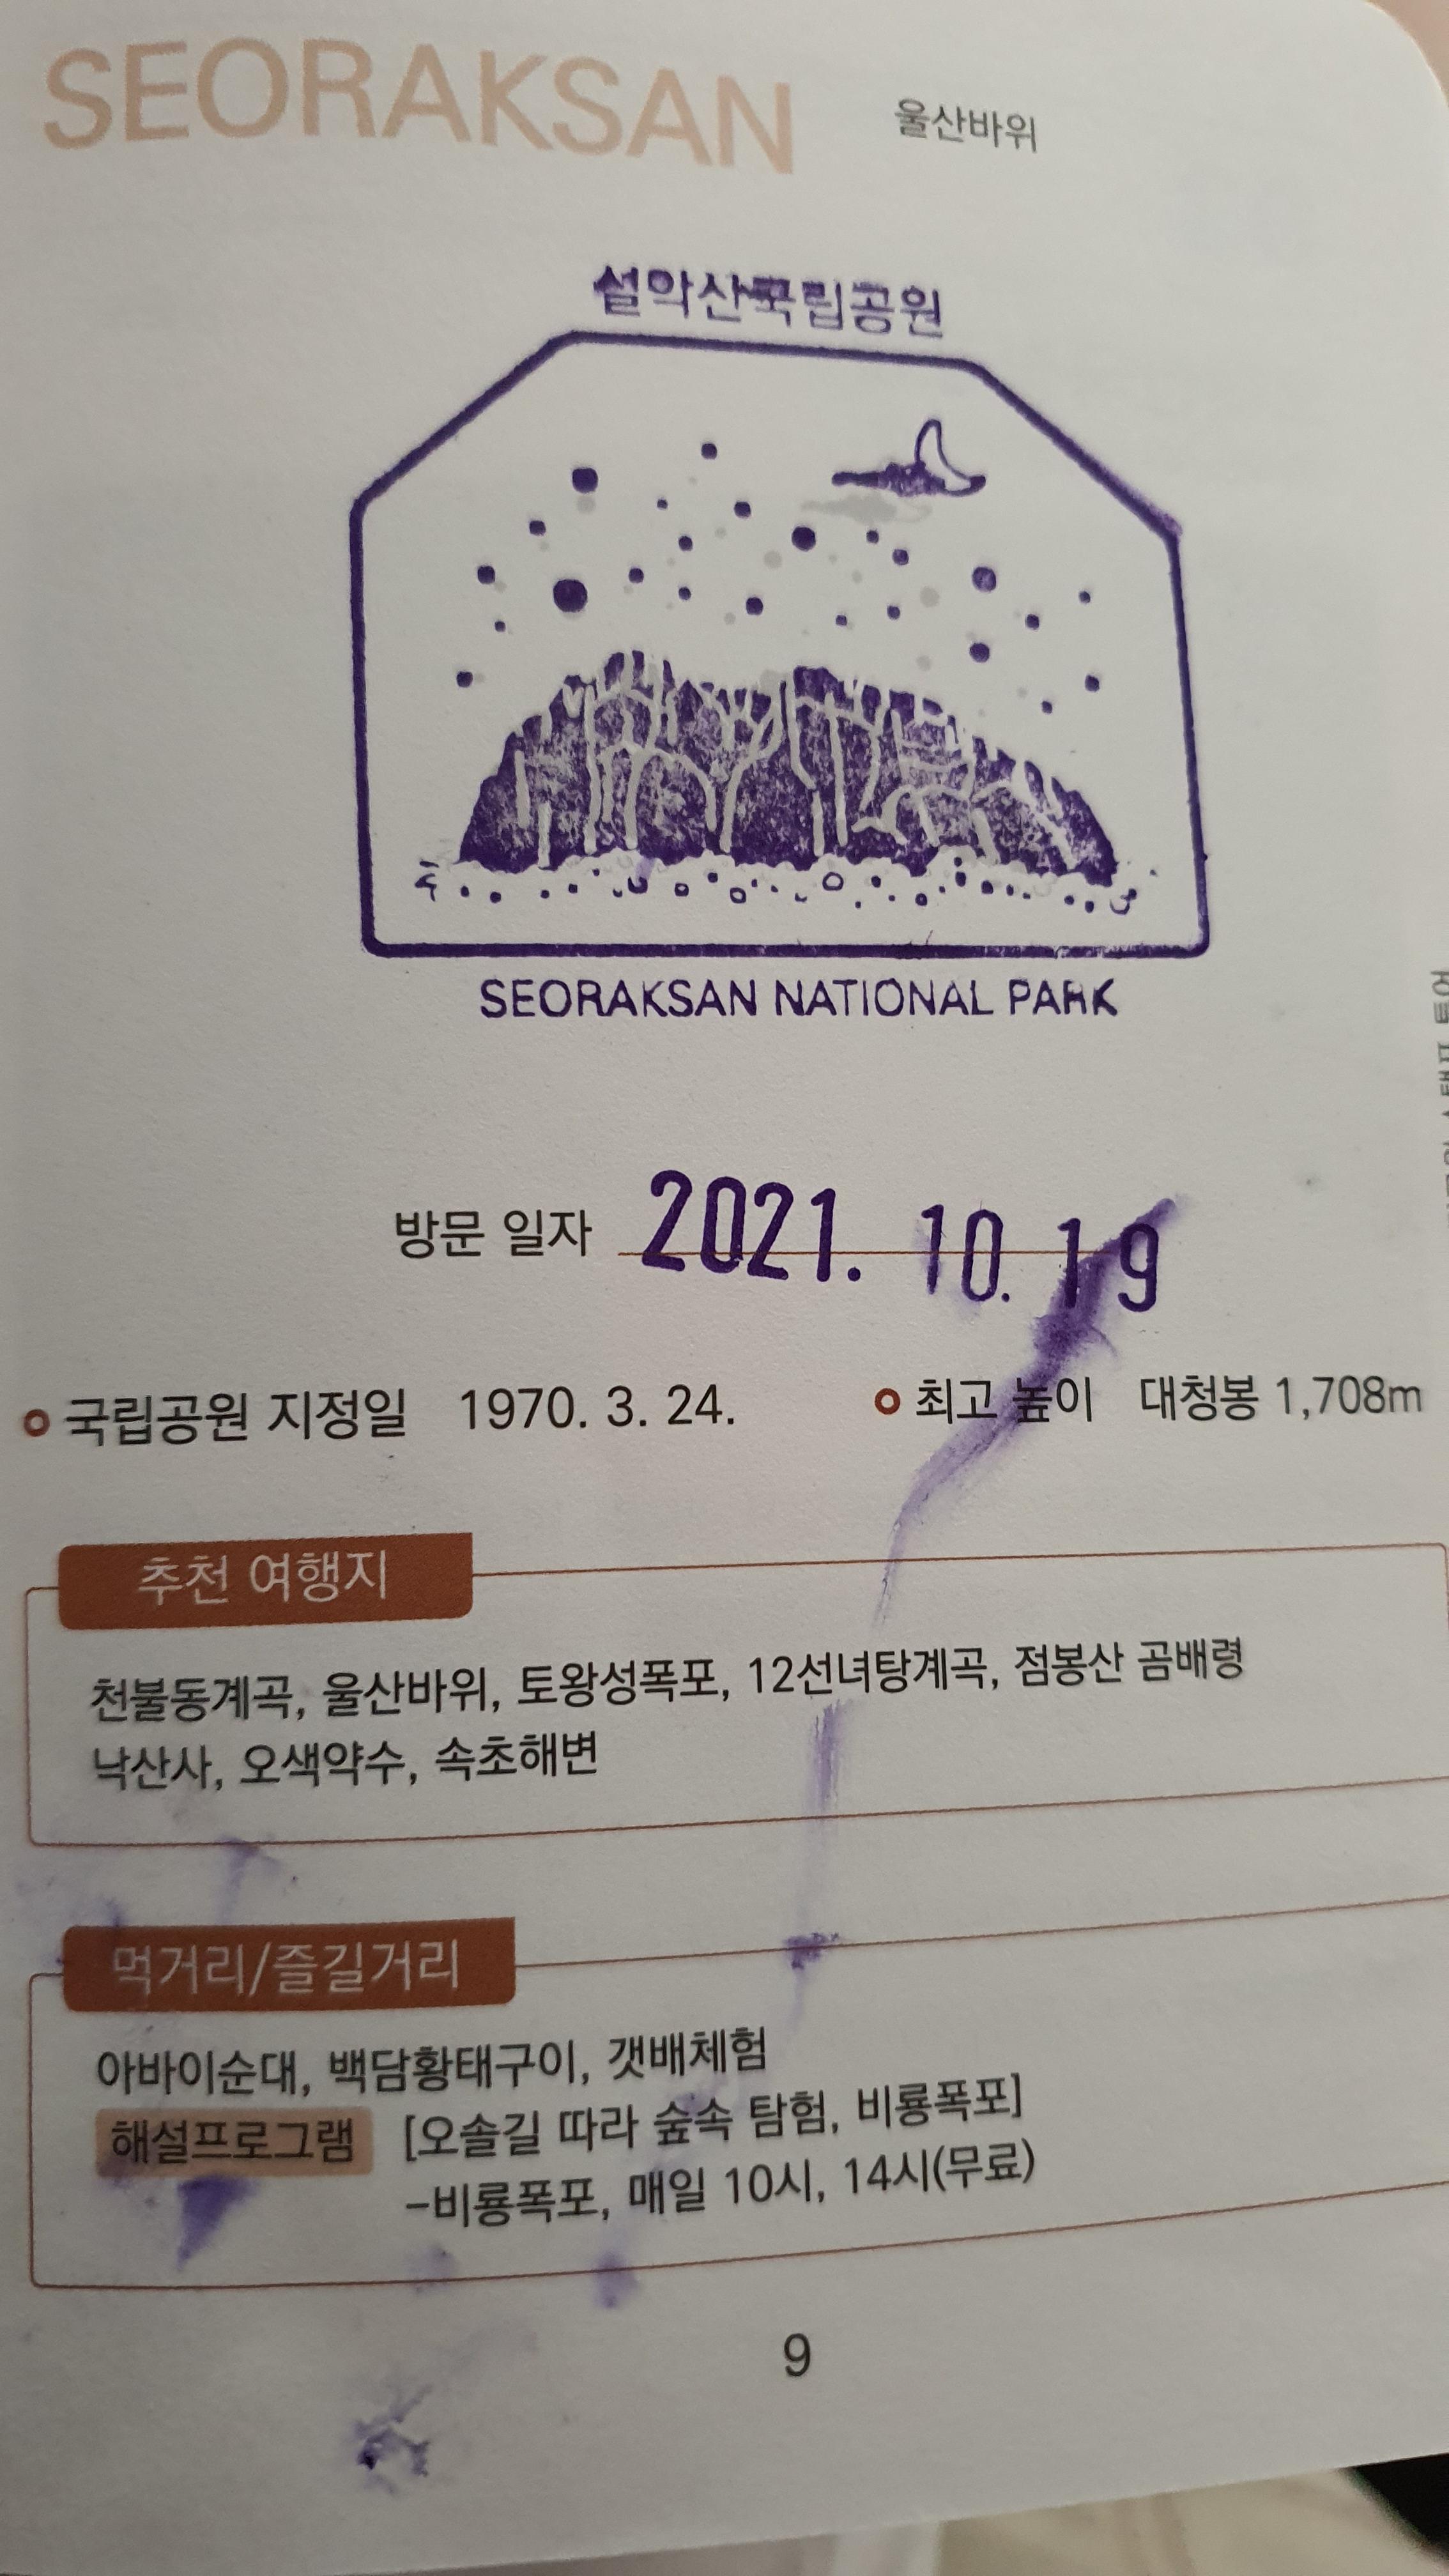 SEORAKSAN
울산바위
설악산국립공원
SEORAKSAN NATIONAL PARK
방문 일자 2021. 10. 19
국립공원 지정일 1970. 3. 24.
최고 높이 대청봉 1,708m
추천 여행지
천불동계곡, 울산바위, 토왕성폭포, 12선녀탕계곡, 점봉산 곰배령
낙산사, 오색약수, 속초해변
먹거리/즐길거리
아바이순대, 백담황태구이, 갯배체험
해설프로그램 [오솔길 따라 숲속 탐험, 비룡폭포]
-비룡폭포, 매일 10시, 14시(무료)
9